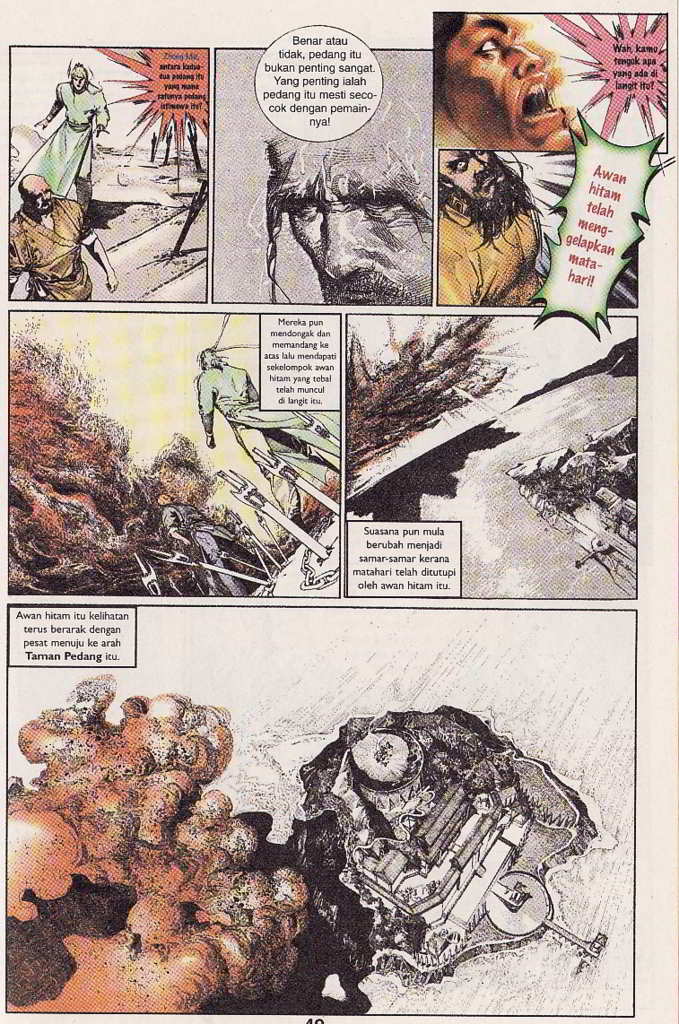 Zhong Mie,
antara kedua-
dua pedang itu
yang mana
satunya pedang
istimewa itu?
Benar atau
tidak, pedang itu
bukan penting sangat.
Yang penting ialah
pedang itu mesti seco-
cok dengan pemain-
nya!
Wah, kamu
tengok apa
yang ada di
langit itu?
Awan
hitam
telah
meng-
gelapkan
mata-
hari!
Mereka pun
mendongak dan
memandang ke
atas lalu mendapati
sekelompok awan
hitam yang tebal
telah muncul
di langit itu.
Suasana pun mula
berubah menjadi
samar-samar kerana
matahari telah ditutupi
oleh awan hitam itu.
Awan hitam itu kelihatan
terus berarak dengan
pesat menuju ke arah
Taman Pedang itu.